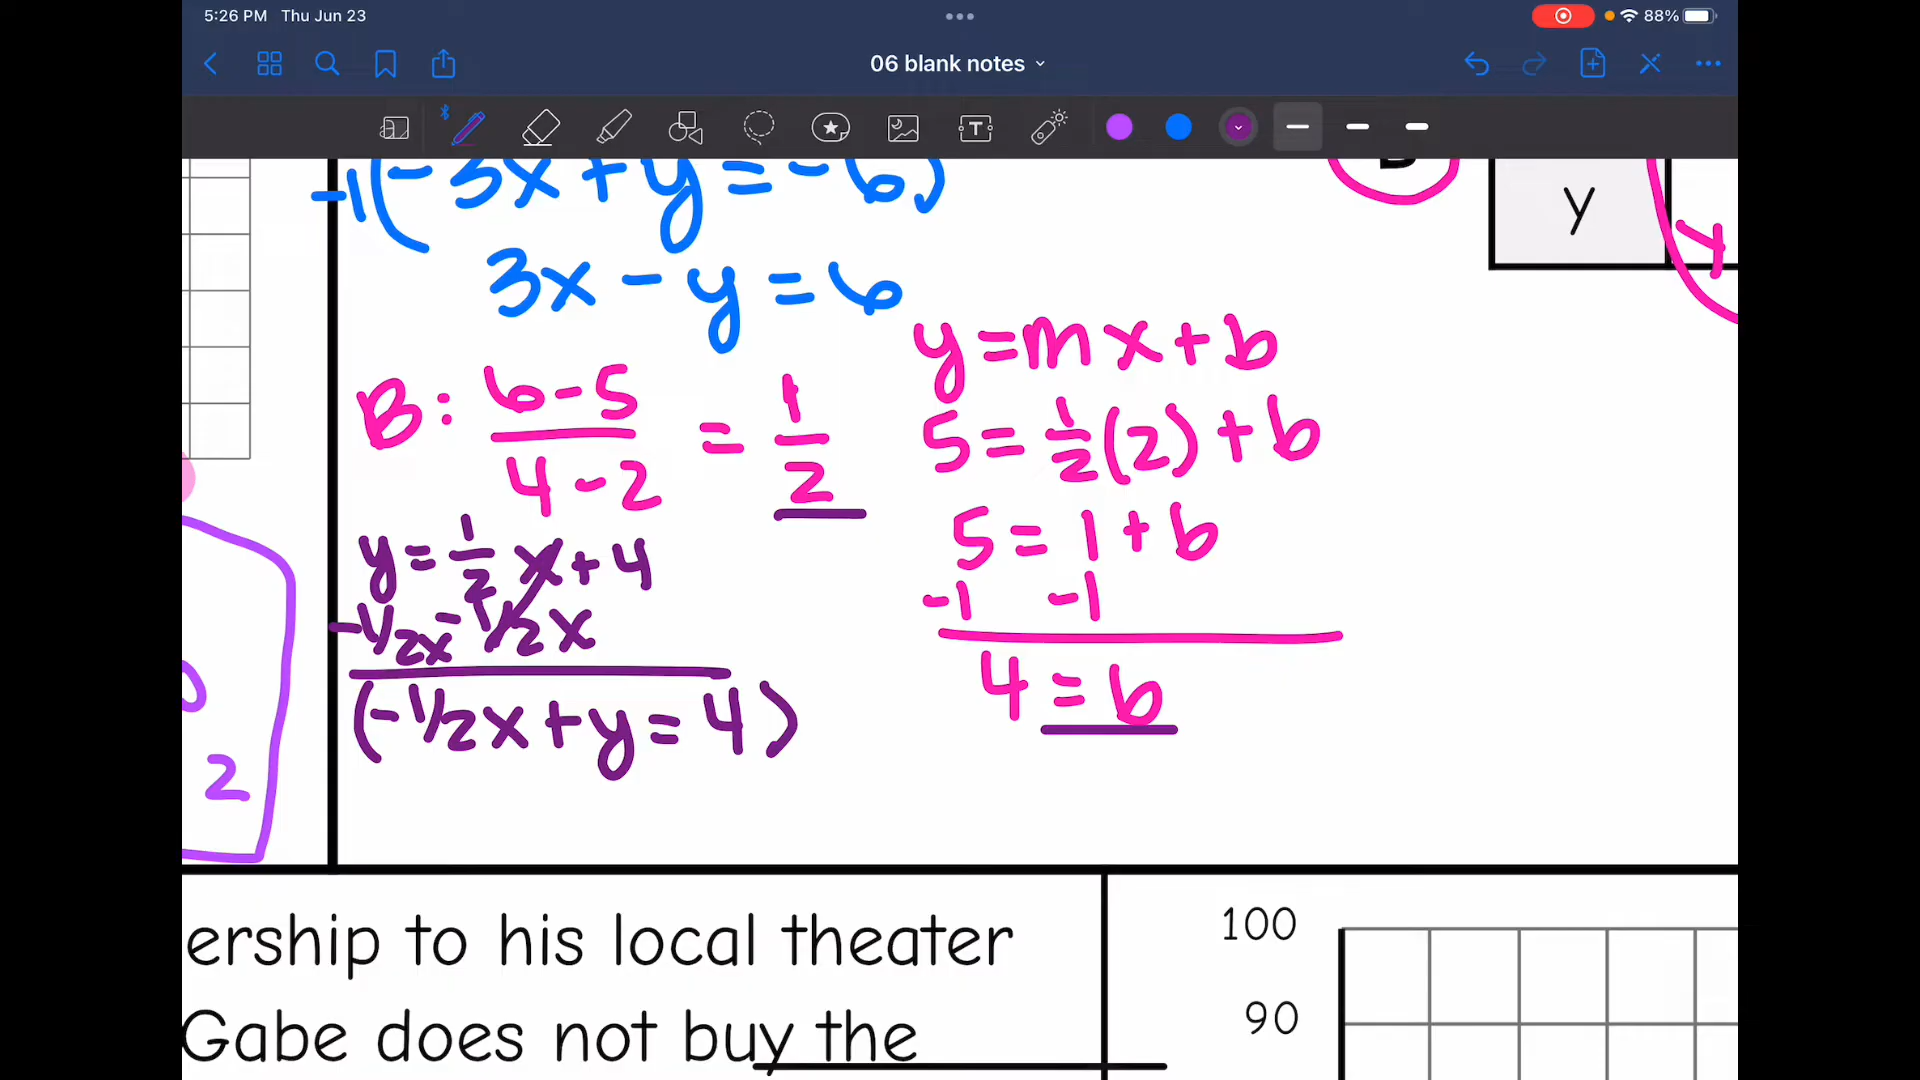 5:26 PM Thu Jun 23
88%
06 blank notes
-1(-3x+y=-6)
3x-y=6
y
B: 6-5/4-2 = 1/2
y=mx+b
5=1/2(2)+b
5=1+b
-1 -1
4=b
y=1/2x+4
-1/2x -1/2x
(-1/2x+y=4)
2
ership to his local theater
Gabe does not buy the
100
90